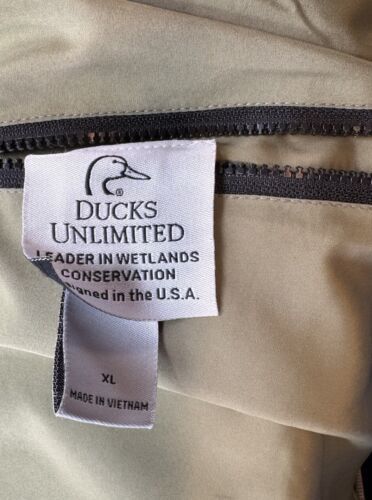 ®
DUCKS
UNLIMITED
LEADER IN WETLANDS
CONSERVATION
in the U.S.A.
XL
MADE IN VIETNAM